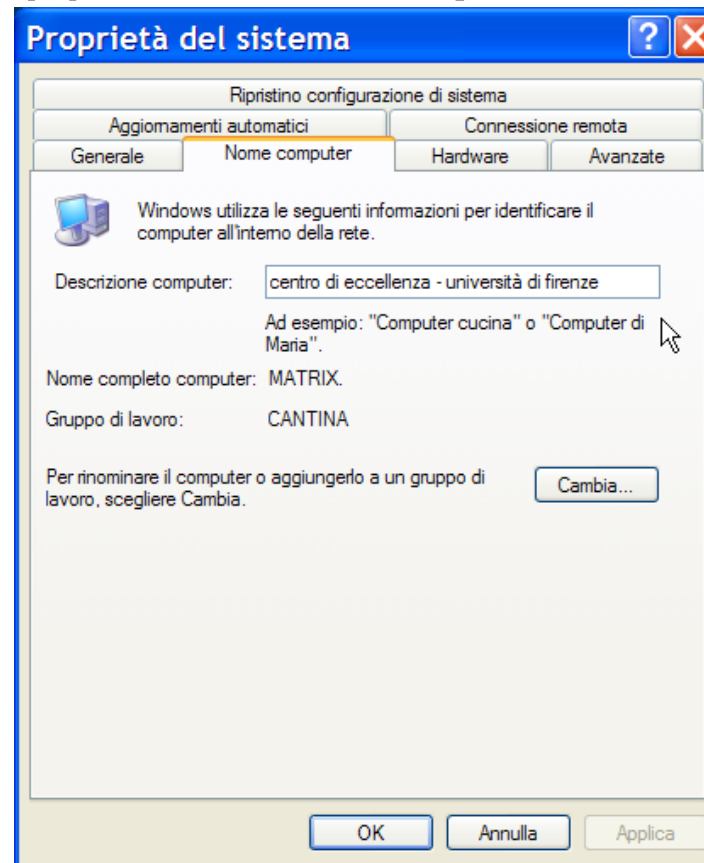 Proprietà del sistema
Ripristino configurazione di sistema
Aggiornamenti automatici Connessione remota
Generale Nome computer Hardware Avanzate
Windows utilizza le seguenti informazioni per identificare il
computer all'interno della rete.
Descrizione computer: centro di eccellenza - università di firenze
Ad esempio: "Computer cucina" o "Computer di
Maria".
Nome completo computer: MATRIX.
Gruppo di lavoro: CANTINA
Per rinominare il computer o aggiungerlo a un gruppo di
lavoro, scegliere Cambia.
Cambia...
OK Annulla Applica